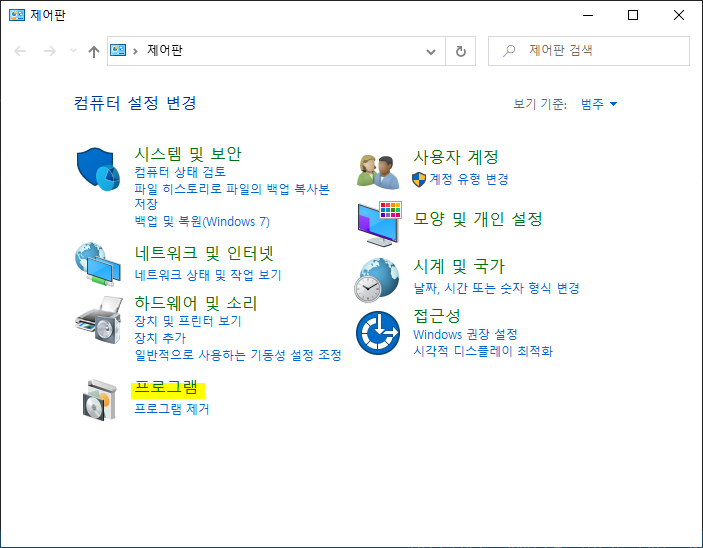 제어판
제어판
제어판 검색
컴퓨터 설정 변경
보기 기준: 범주
시스템 및 보안
컴퓨터 상태 검토
파일 히스토리로 파일의 백업 복사본
저장
백업 및 복원(Windows 7)
네트워크 및 인터넷
네트워크 상태 및 작업 보기
하드웨어 및 소리
장치 및 프린터 보기
장치 추가
일반적으로 사용하는 기동성 설정 조정
프로그램
프로그램 제거
사용자 계정
계정 유형 변경
모양 및 개인 설정
시계 및 국가
날짜, 시간 또는 숫자 형식 변경
접근성
Windows 권장 설정
시각적 디스플레이 최적화